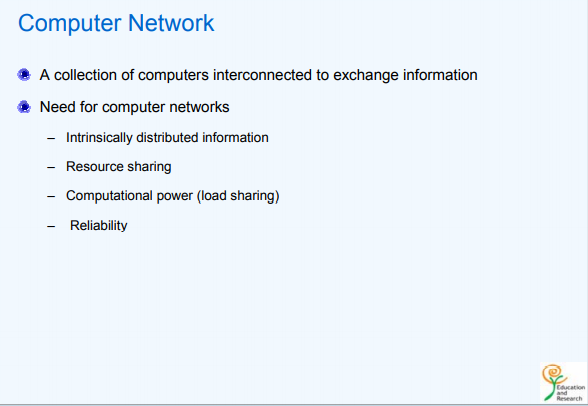 Computer Network
A collection of computers interconnected to exchange information
Need for computer networks
– Intrinsically distributed information
– Resource sharing
– Computational power (load sharing)
– Reliability
Education
and
Research